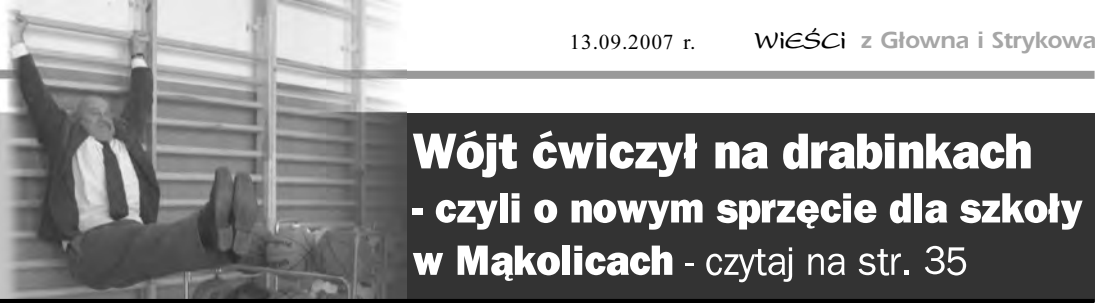 13.09.2007 r. WiEŚCi z Głowna i Strykowa
Wójt ćwiczył na drabinkach
- czyli o nowym sprzęcie dla szkoły
w Mąkolicach - czytaj na str. 35